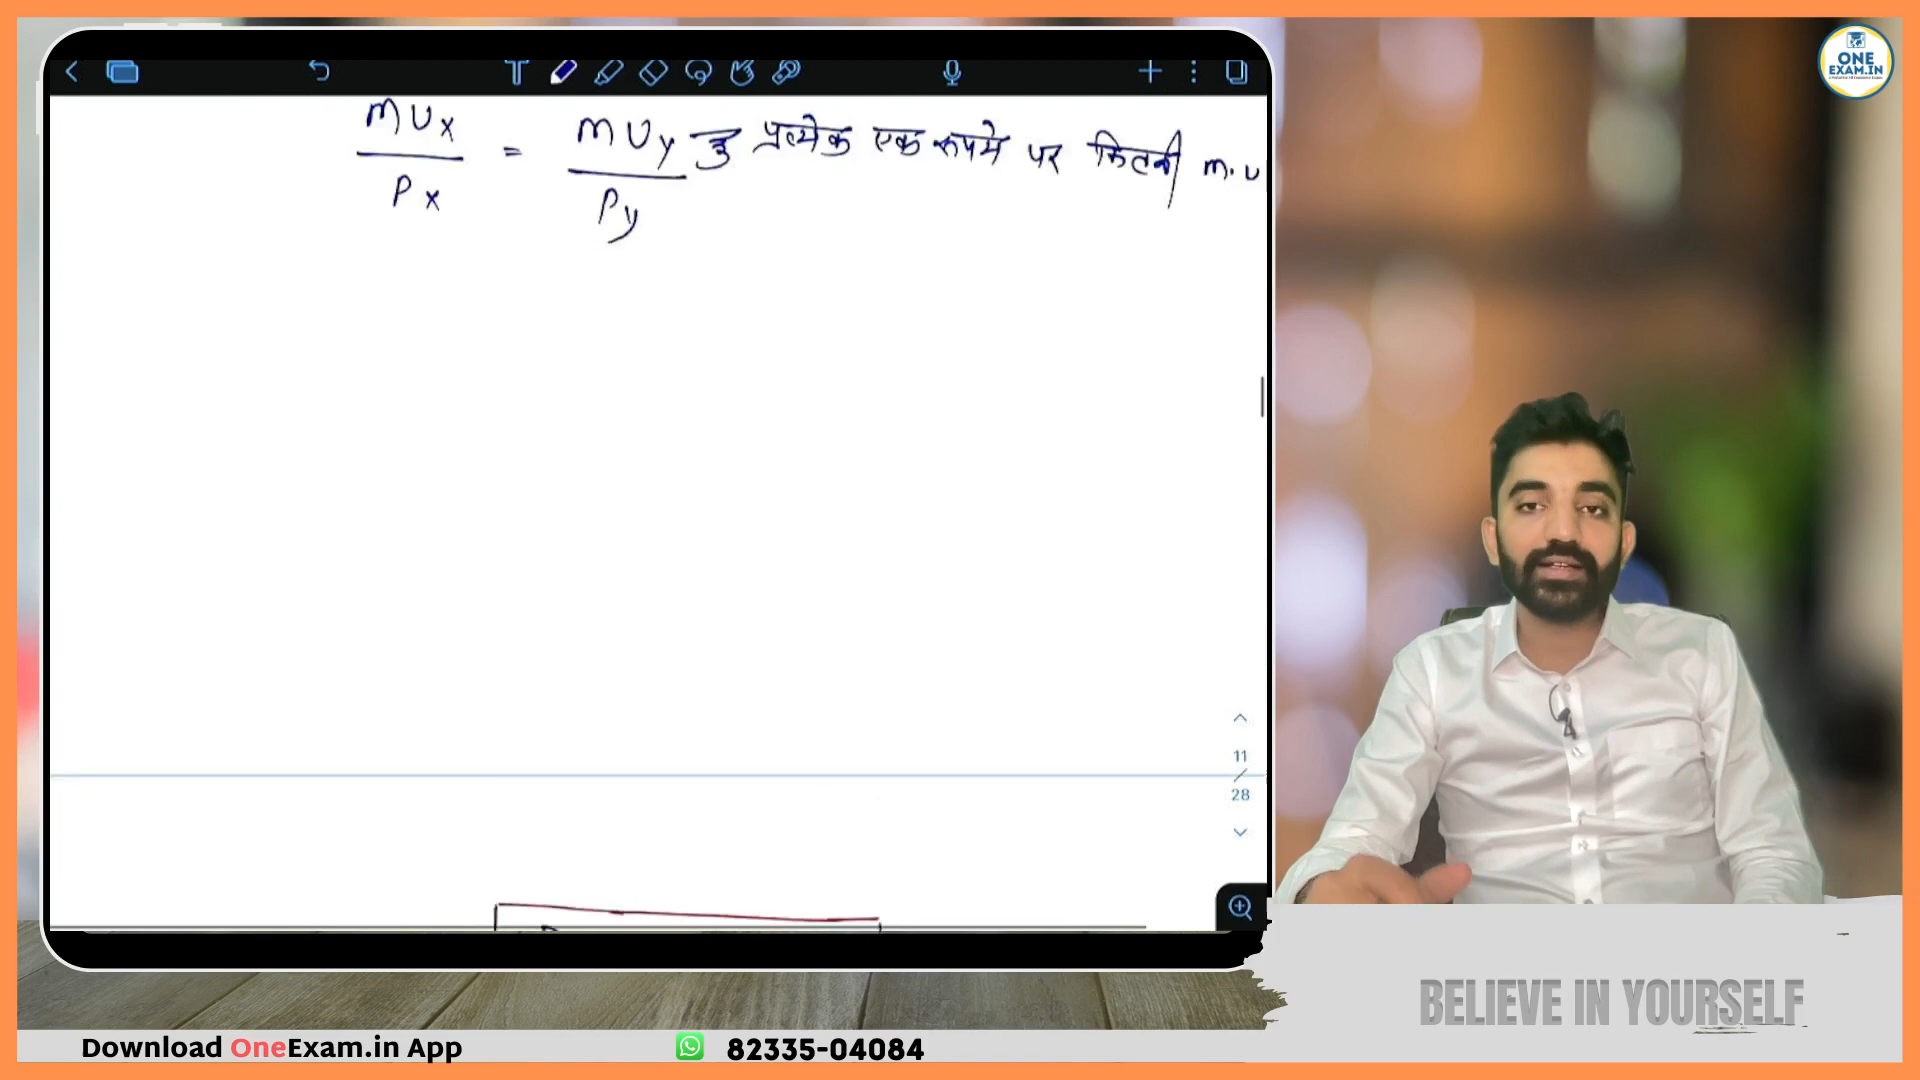 ONE
EXAM.IN
MUx = MUy प्रत्येक एक रूपये पर कितनी M.U
Px Py
11
28
BELIEVE IN YOURSELF
Download OneExam.in App 82335-04084